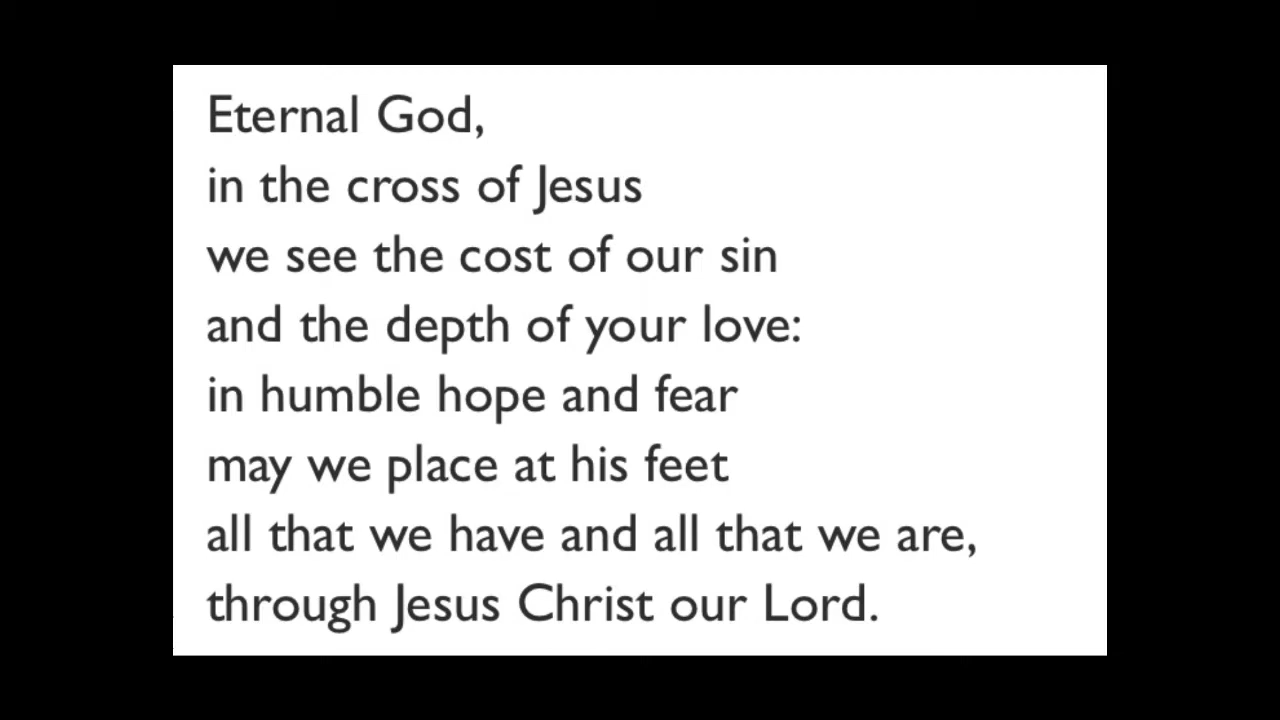 Eternal God,
in the cross of Jesus
we see the cost of our sin
and the depth of your love:
in humble hope and fear
may we place at his feet
all that we have and all that we are,
through Jesus Christ our Lord.